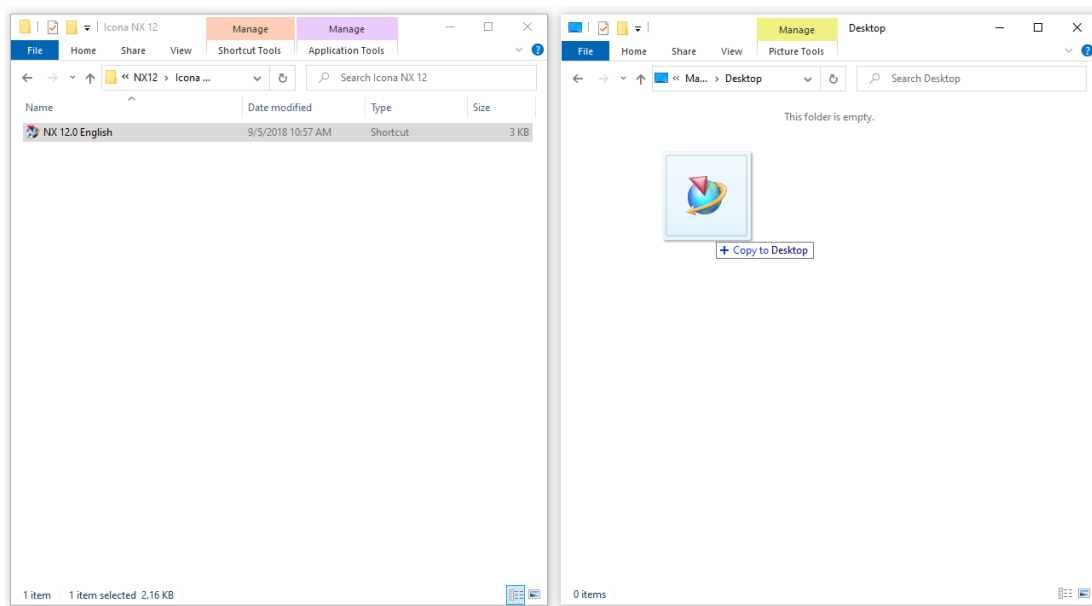 Icona NX 12
Manage
Manage
File
Home
Share
View
Shortcut Tools
Application Tools
« NX12 › Icona ...
Search Icona NX 12
Name
Date modified
Type
Size
NX 12.0 English
9/5/2018 10:57 AM
Shortcut
3 KB
1 item
1 item selected 2.16 KB
Manage
Desktop
File
Home
Share
View
Picture Tools
« Ma... › Desktop
Search Desktop
This folder is empty.
+ Copy to Desktop
0 items